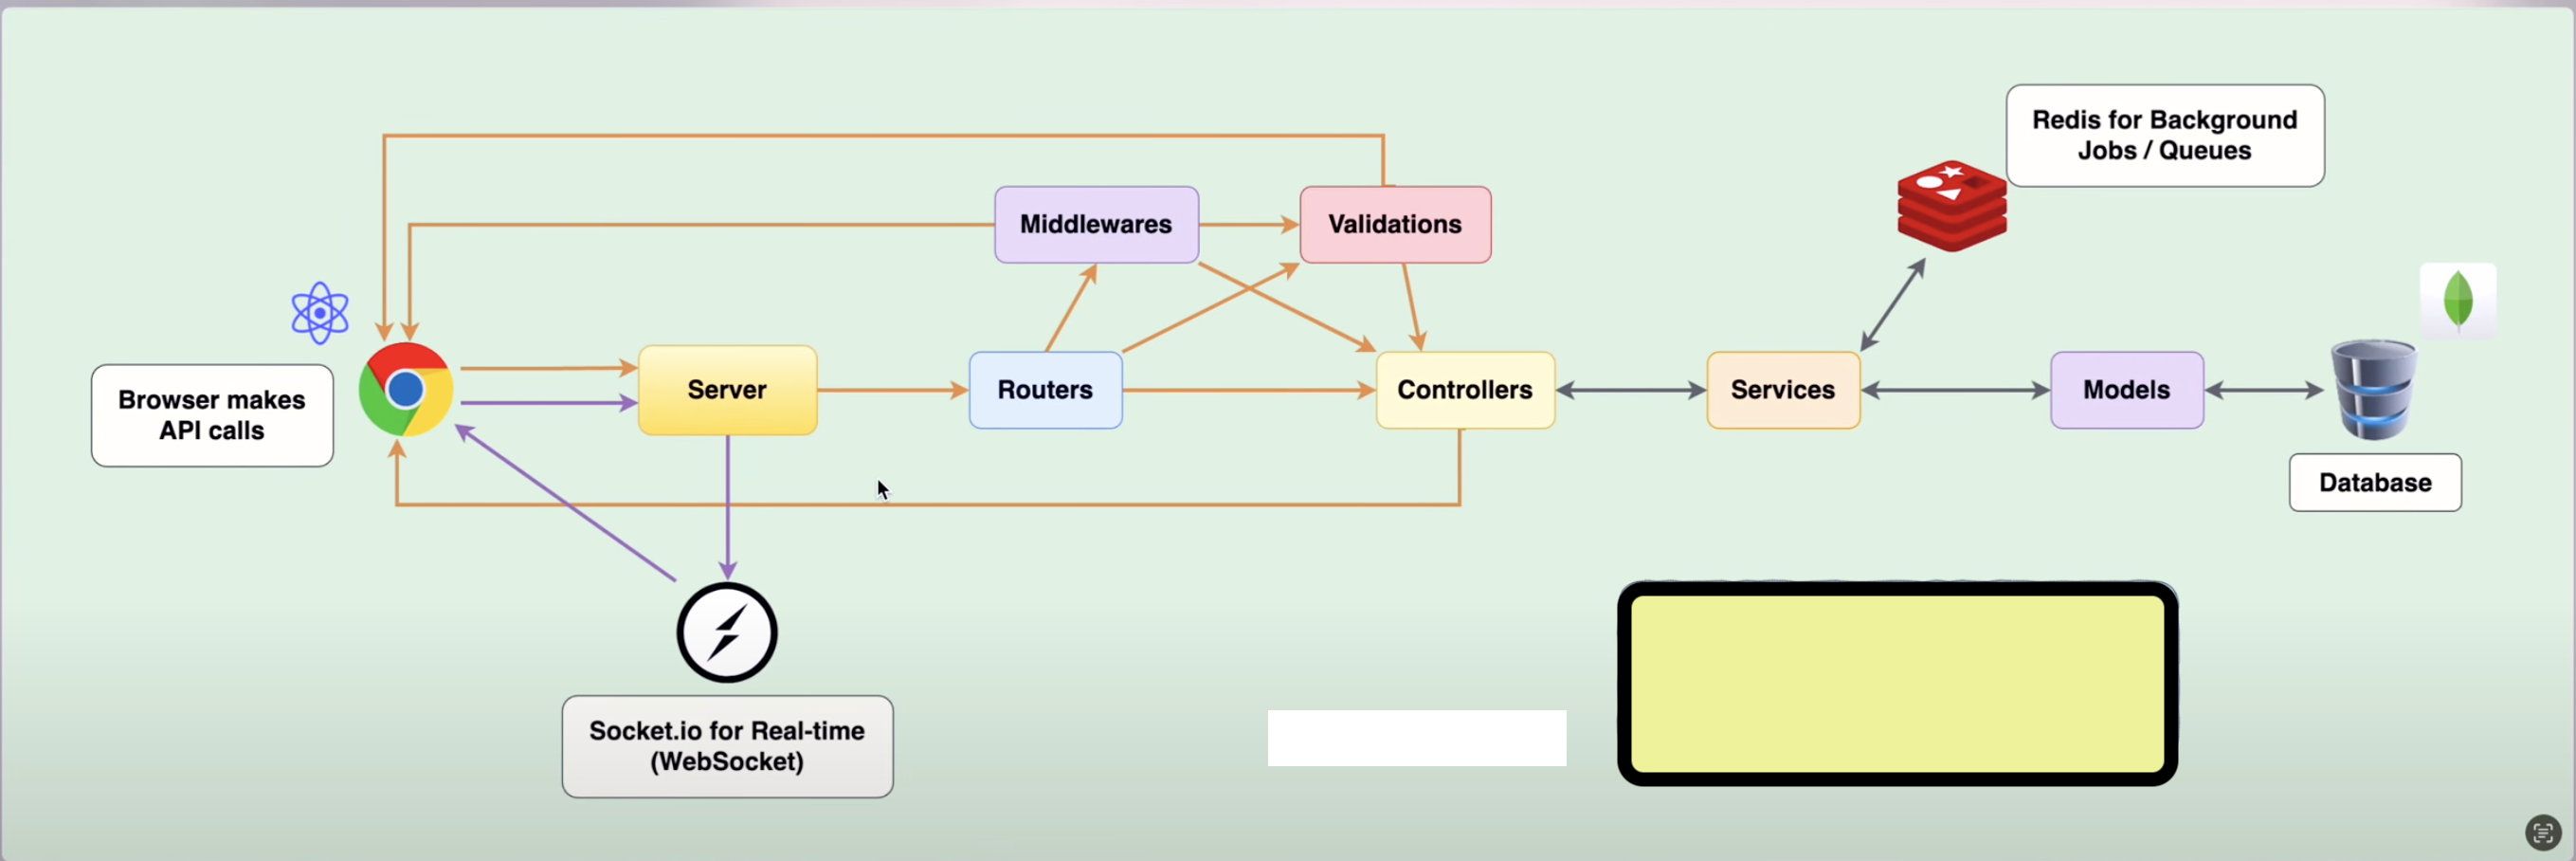 Redis for Background
Jobs / Queues
Middlewares
Validations
Browser makes
API calls
Server
Routers
Controllers
Services
Models
Database
Socket.io for Real-time
(WebSocket)